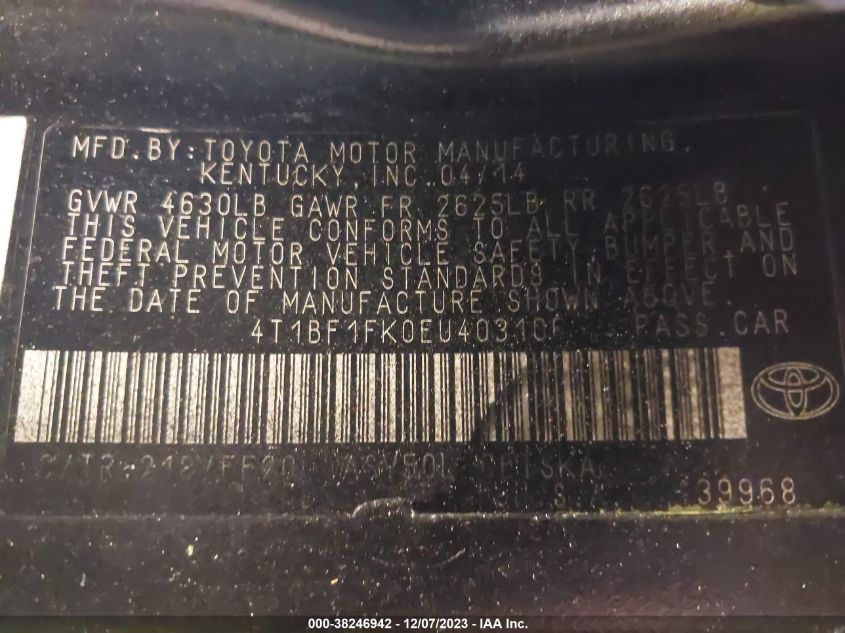 MFD.BY:TOYOTA MOTOR MANUFACTURING,
KENTUCKY,INC. 04/14
GVWR 4630LB GAWR FR 2625LB RR 2625LB
THIS VEHICLE CONFORMS TO ALL APPLICABLE
FEDERAL MOTOR VEHICLE SAFETY,BUMPER,AND
THEFT PREVENTION STANDARDS IN EFFECT ON
THE DATE OF MANUFACTURE SHOWN ABOVE.
4T1BF1FK0EU403106 PASS.CAR
39968
000-38246942 - 12/07/2023 - IAA Inc.